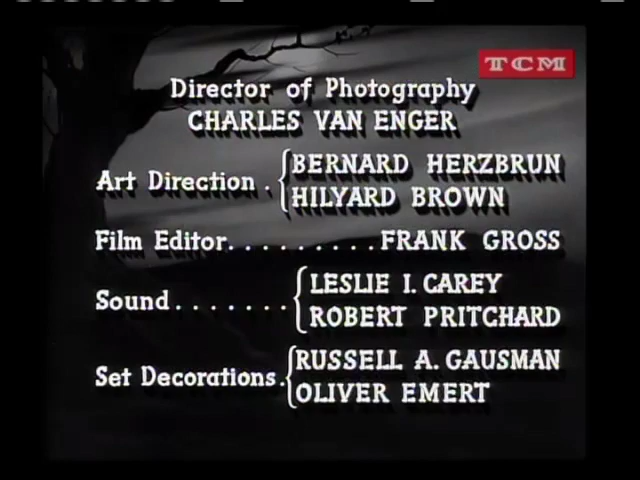 TCM
Director of Photography
CHARLES VAN ENGER
Art Direction . { BERNARD HERZBRUN
HILYARD BROWN
Film Editor. . . . . . . . . FRANK GROSS
Sound . . . . . . . { LESLIE I. CAREY
ROBERT PRITCHARD
Set Decorations. { RUSSELL A. GAUSMAN
OLIVER EMERT